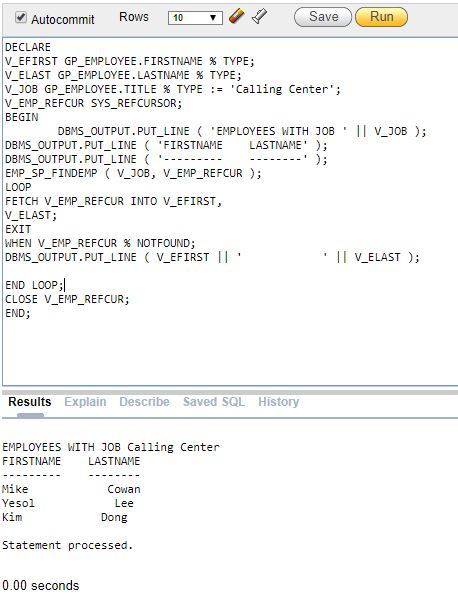 Autocommit Rows 10 Save Run
DECLARE
V_EFIRST GP_EMPLOYEE.FIRSTNAME % TYPE;
V_ELAST GP_EMPLOYEE.LASTNAME % TYPE;
V_JOB GP_EMPLOYEE.TITLE % TYPE := 'Calling Center';
V_EMP_REFCUR SYS_REFCURSOR;
BEGIN
        DBMS_OUTPUT.PUT_LINE ( 'EMPLOYEES WITH JOB ' || V_JOB );
DBMS_OUTPUT.PUT_LINE ( 'FIRSTNAME    LASTNAME' );
DBMS_OUTPUT.PUT_LINE ( '---------    --------' );
EMP_SP_FINDEMP ( V_JOB, V_EMP_REFCUR );
LOOP
FETCH V_EMP_REFCUR INTO V_EFIRST,
V_ELAST;
EXIT
WHEN V_EMP_REFCUR % NOTFOUND;
DBMS_OUTPUT.PUT_LINE ( V_EFIRST || '            ' || V_ELAST );
END LOOP;
CLOSE V_EMP_REFCUR;
END;
Results Explain Describe Saved SQL History
EMPLOYEES WITH JOB Calling Center
FIRSTNAME    LASTNAME
---------    --------
Mike            Cowan
Yesol            Lee
Kim            Dong
Statement processed.
0.00 seconds